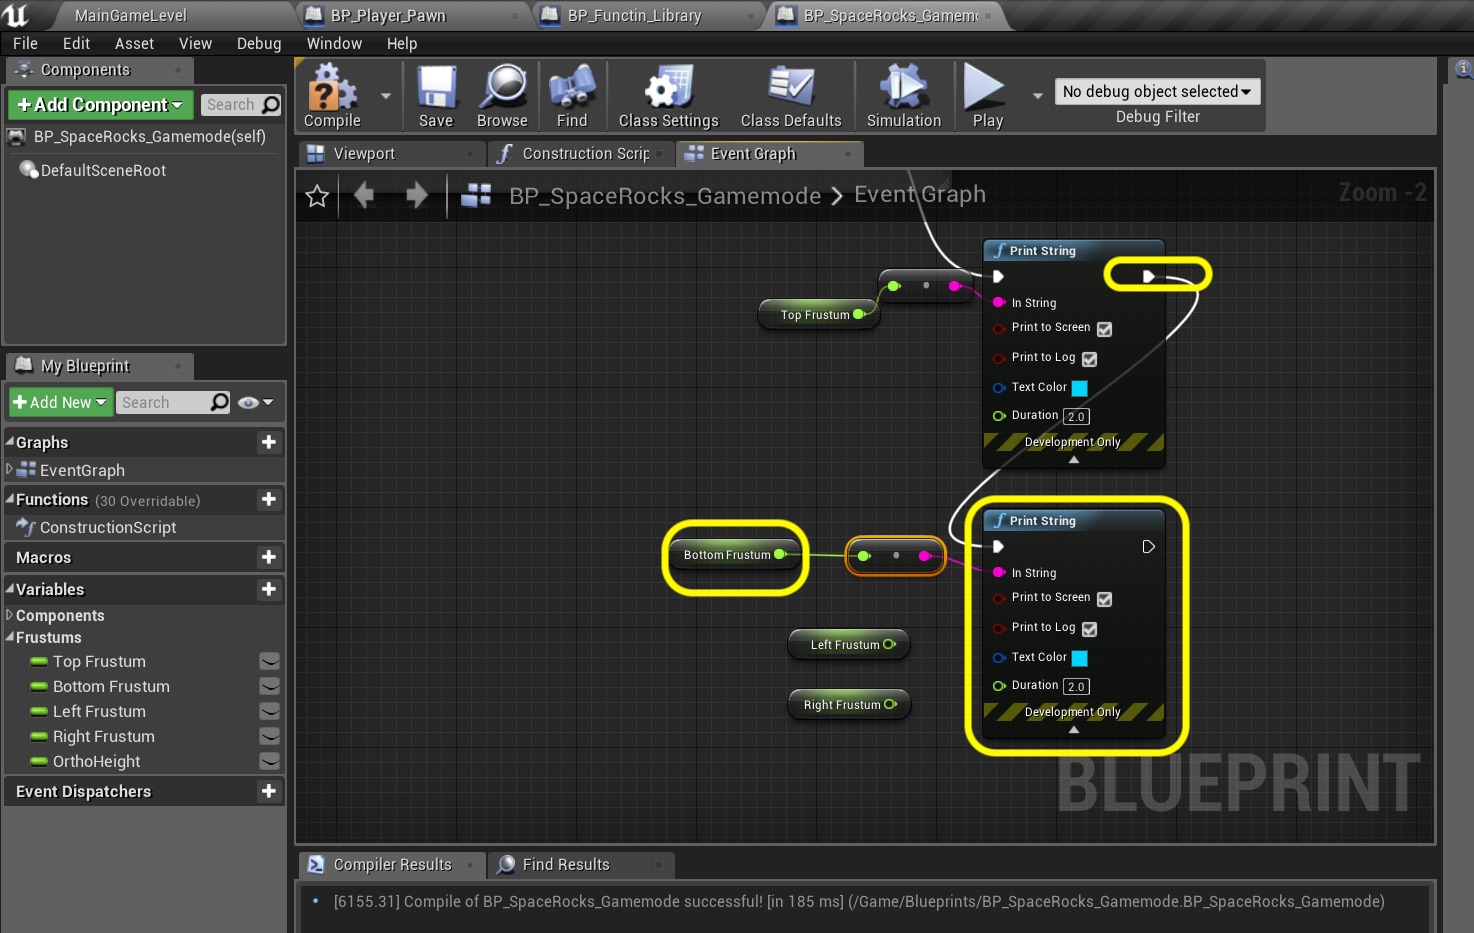 MainGameLevel
BP_Player_Pawn
BP_Functin_Library
BP_SpaceRocks_Gamem
File Edit Asset View Debug Window Help
Components
+Add Component
Search
BP_SpaceRocks_Gamemode(self)
DefaultSceneRoot
Compile
Save
Browse
Find
Class Settings
Class Defaults
Simulation
Play
No debug object selected
Debug Filter
Viewport
Construction Scrip
Event Graph
BP_SpaceRocks_Gamemode > Event Graph
Zoom -2
My Blueprint
+Add New
Search
Graphs
EventGraph
Functions (30 Overridable)
ConstructionScript
Macros
Variables
Components
Frustums
Top Frustum
Bottom Frustum
Left Frustum
Right Frustum
OrthoHeight
Event Dispatchers
Top Frustum
Print String
In String
Print to Screen
Print to Log
Text Color
Duration 2.0
Development Only
Bottom Frustum
Left Frustum
Right Frustum
Print String
In String
Print to Screen
Print to Log
Text Color
Duration 2.0
Development Only
BLUEPRINT
Compiler Results
Find Results
[6155.31] Compile of BP_SpaceRocks_Gamemode successful! [in 185 ms] (/Game/Blueprints/BP_SpaceRocks_Gamemode.BP_SpaceRocks_Gamemode)